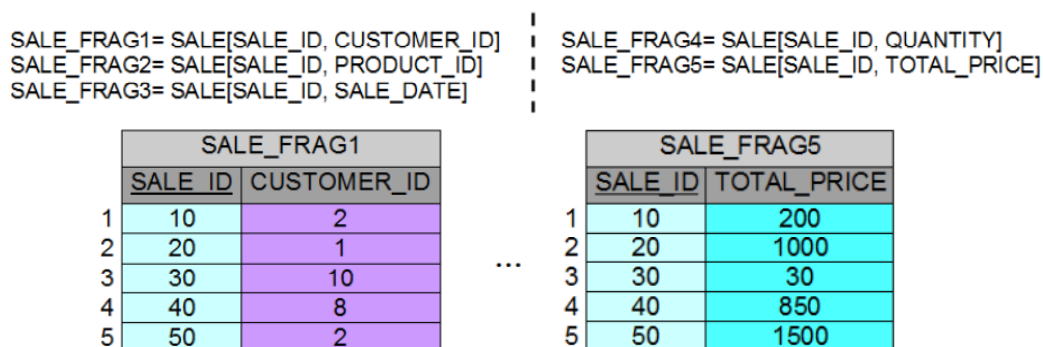 SALE_FRAG1= SALE[SALE_ID, CUSTOMER_ID]
SALE_FRAG2= SALE[SALE_ID, PRODUCT_ID]
SALE_FRAG3= SALE[SALE_ID, SALE_DATE]
SALE_FRAG4= SALE[SALE_ID, QUANTITY]
SALE_FRAG5= SALE[SALE_ID, TOTAL_PRICE]
SALE_FRAG1
SALE_ID CUSTOMER_ID
1 10 2
2 20 1
3 30 10
4 40 8
5 50 2
...
SALE_FRAG5
SALE_ID TOTAL_PRICE
1 10 200
2 20 1000
3 30 30
4 40 850
5 50 1500